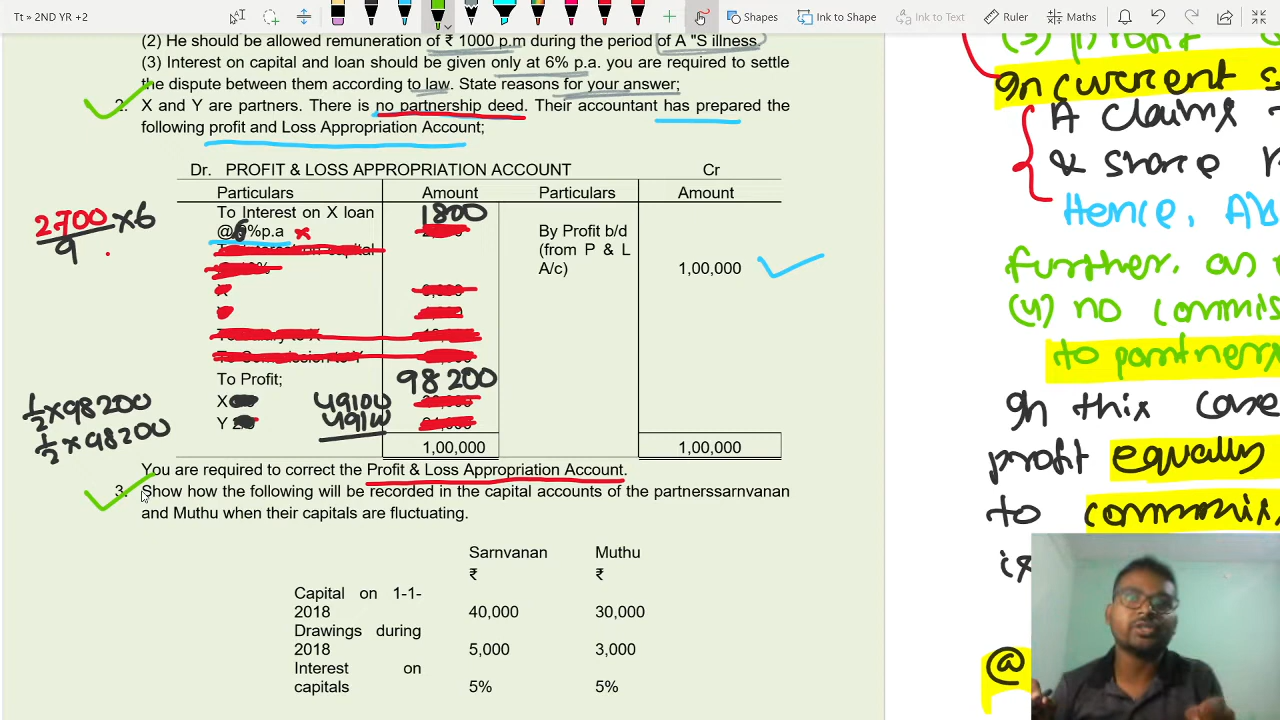 Tt » 2ND YR +2
Shapes
Ink to Shape
Ink to Text
Ruler
Maths
(2) He should be allowed remuneration of ₹ 1000 p.m during the period of A "S illness.
(3) Interest on capital and loan should be given only at 6% p.a. you are required to settle
the dispute between them according to law. State reasons for your answer;
2. X and Y are partners. There is no partnership deed. Their accountant has prepared the
following profit and Loss Appropriation Account;
Dr. PROFIT & LOSS APPROPRIATION ACCOUNT Cr
Particulars Amount Particulars Amount
To Interest on X loan 1800
@ 6%p.a
By Profit b/d
(from P & L
A/c) 1,00,000
2700 x6
9
To Profit; 98 200
X 49100
Y 49100
1/2 x 98200
1/2 x 98200
1,00,000 1,00,000
You are required to correct the Profit & Loss Appropriation Account.
3. Show how the following will be recorded in the capital accounts of the partnerssarnvanan
and Muthu when their capitals are fluctuating.
Sarnvanan Muthu
₹ ₹
Capital on 1-1-
2018 40,000 30,000
Drawings during
2018 5,000 3,000
Interest on
capitals 5% 5%
In current
A claims
& share
Hence,
further. as
(4) no commis
to partners
In this case
profit equally
to commis
@